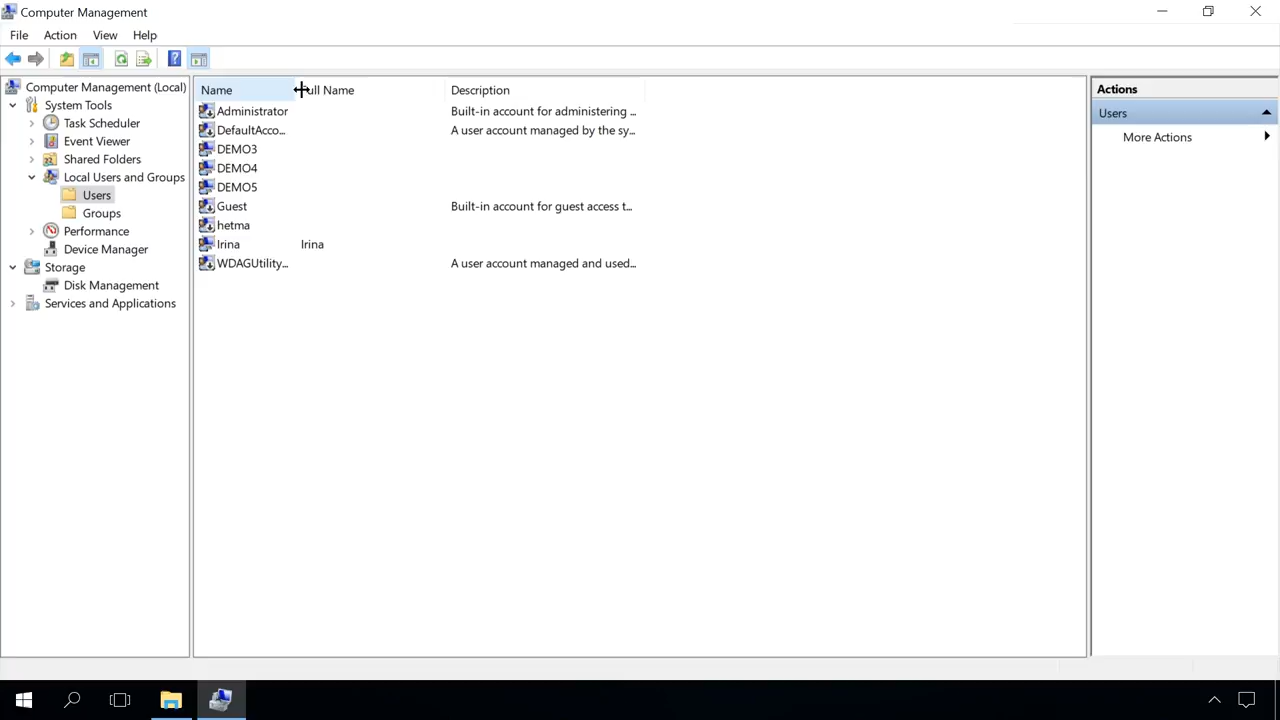 Computer Management
File Action View Help
Computer Management (Local)
System Tools
Task Scheduler
Event Viewer
Shared Folders
Local Users and Groups
Users
Groups
Performance
Device Manager
Storage
Disk Management
Services and Applications
Name Full Name Description
Administrator Built-in account for administering ...
DefaultAcco... A user account managed by the sy...
DEMO3
DEMO4
DEMO5
Guest Built-in account for guest access t...
hetma
Irina Irina
WDAGUtility... A user account managed and used...
Actions
Users
More Actions